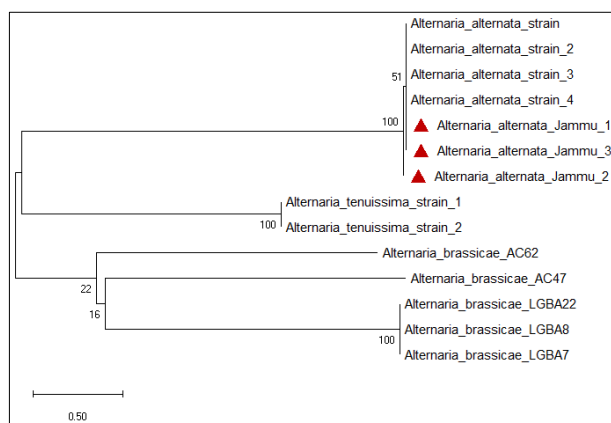 Alternaria_alternata_strain
Alternaria_alternata_strain_2
51
Alternaria_alternata_strain_3
Alternaria_alternata_strain_4
100
Alternaria_alternata_Jammu_1
Alternaria_alternata_Jammu_3
Alternaria_alternata_Jammu_2
Alternaria_tenuissima_strain_1
100
Alternaria_tenuissima_strain_2
Alternaria_brassicae_AC62
22
Alternaria_brassicae_AC47
16
Alternaria_brassicae_LGBA22
Alternaria_brassicae_LGBA8
100
Alternaria_brassicae_LGBA7
0.50